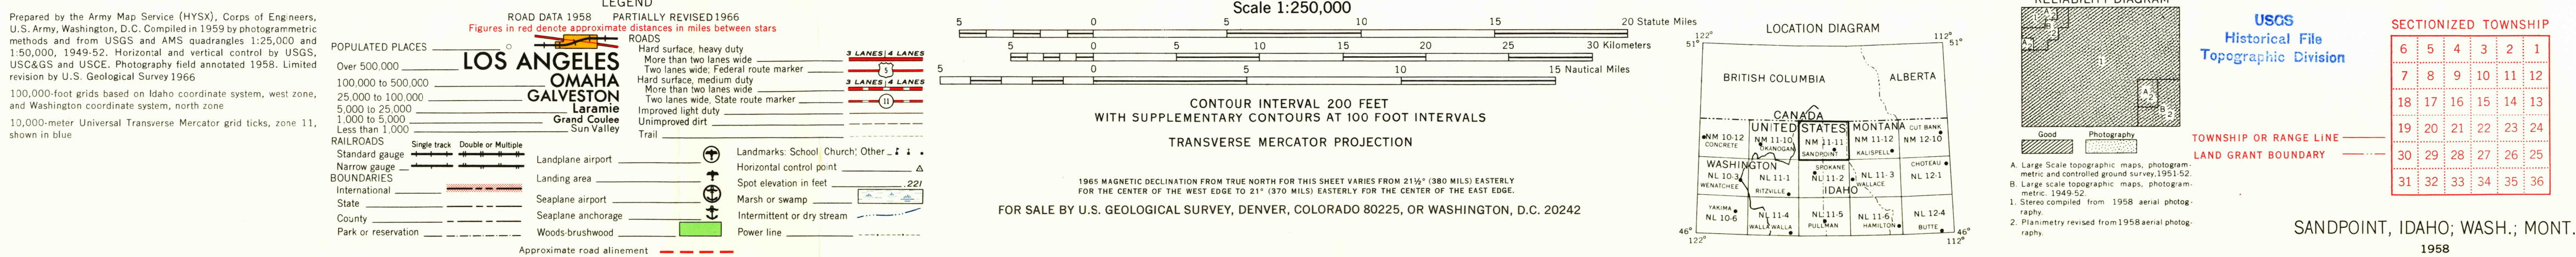 Prepared by the Army Map Service (HYSX), Corps of Engineers,
U.S. Army, Washington, D.C. Compiled in 1959 by photogrammetric
methods and from USGS and AMS quadrangles 1:25,000 and
1:50,000, 1949-52. Horizontal and vertical control by USGS,
USC&GS and USCE. Photography field annotated 1958. Limited
revision by U.S. Geological Survey 1966
100,000-foot grids based on Idaho coordinate system, west zone,
and Washington coordinate system, north zone
10,000-meter Universal Transverse Mercator grid ticks, zone 11,
shown in blue
LEGEND
ROAD DATA 1958 PARTIALLY REVISED 1966
Figures in red denote approximate distances in miles between stars
POPULATED PLACES
Over 500,000 LOS ANGELES
100,000 to 500,000 OMAHA
25,000 to 100,000 GALVESTON
5,000 to 25,000 Laramie
1,000 to 5,000 Grand Coulee
Less than 1,000 Sun Valley
RAILROADS Single track Double or Multiple
Standard gauge
Narrow gauge
BOUNDARIES
International
State
County
Park or reservation
ROADS
Hard surface, heavy duty
More than two lanes wide 3 LANES 4 LANES
Two lanes wide; Federal route marker 5
Hard surface, medium duty
More than two lanes wide 3 LANES 4 LANES
Two lanes wide, State route marker 11
Improved light duty
Unimproved dirt
Trail
Landplane airport
Landing area
Seaplane airport
Seaplane anchorage
Woods-brushwood
Landmarks: School; Church; Other
Horizontal control point
Spot elevation in feet .221
Marsh or swamp
Intermittent or dry stream
Power line
Approximate road alinement
Scale 1:250,000
5 0 5 10 15 20 Statute Miles
5 0 5 10 15 20 25 30 Kilometers
5 0 5 10 15 Nautical Miles
CONTOUR INTERVAL 200 FEET
WITH SUPPLEMENTARY CONTOURS AT 100 FOOT INTERVALS
TRANSVERSE MERCATOR PROJECTION
1965 MAGNETIC DECLINATION FROM TRUE NORTH FOR THIS SHEET VARIES FROM 21½° (380 MILS) EASTERLY
FOR THE CENTER OF THE WEST EDGE TO 21° (370 MILS) EASTERLY FOR THE CENTER OF THE EAST EDGE.
FOR SALE BY U.S. GEOLOGICAL SURVEY, DENVER, COLORADO 80225, OR WASHINGTON, D.C. 20242
LOCATION DIAGRAM
122° 112°
51° 51°
BRITISH COLUMBIA ALBERTA
CANADA
UNITED STATES MONTANA CUT BANK
NM 10-12 NM 11-10 NM 11-11 NM 11-12 NM 12-10
CONCRETE OKANOGAN SANDPOINT KALISPELL
WASHINGTON SPOKANE CHOTEAU
NL 10-3 NL 11-1 NL 11-2 NL 11-3 NL 12-1
WENATCHEE RITZVILLE IDAHO WALLACE
YAKIMA
NL 10-6 NL 11-4 NL 11-5 NL 11-6 NL 12-4
WALLA WALLA PULLMAN HAMILTON BUTTE
46° 46°
122° 112°
RELIABILITY DIAGRAM
A
2
A
2
1
A
2
B
2
Good Photography
A. Large Scale topographic maps, photogram-
metric and controlled ground survey, 1951-52.
B. Large scale topographic maps, photogram-
metric. 1949-52.
1. Stereo compiled from 1958 aerial photog-
raphy.
2. Planimetry revised from 1958 aerial photog-
raphy.
USGS
Historical File
Topographic Division
TOWNSHIP OR RANGE LINE
LAND GRANT BOUNDARY
SECTIONIZED TOWNSHIP
6 5 4 3 2 1
7 8 9 10 11 12
18 17 16 15 14 13
19 20 21 22 23 24
30 29 28 27 26 25
31 32 33 34 35 36
SANDPOINT, IDAHO; WASH.; MONT.
1958